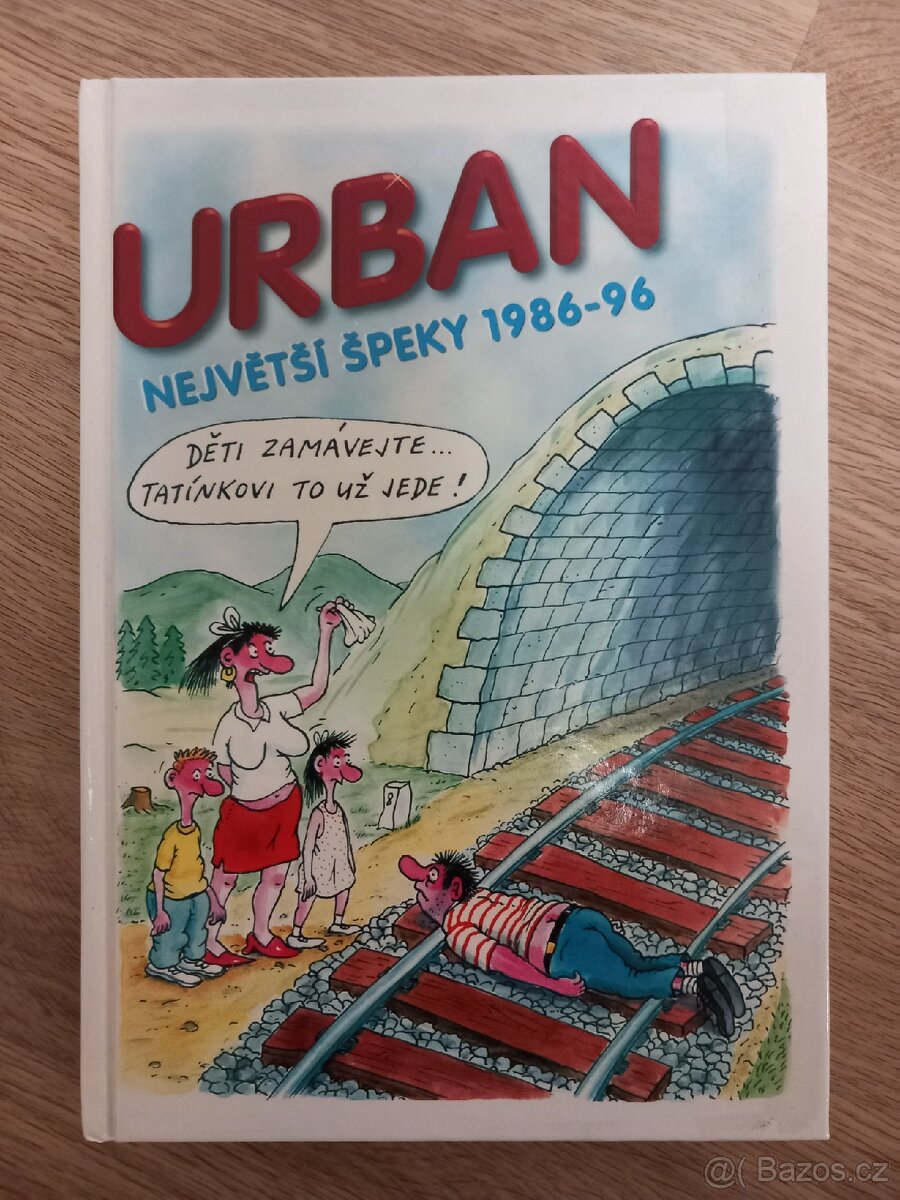 URBAN
NEJVĚTŠÍ ŠPEKY 1986-96
DĚTI ZAMÁVEJTE...
TATÍNKOVI TO UŽ JEDE!
@( Bazos.cz